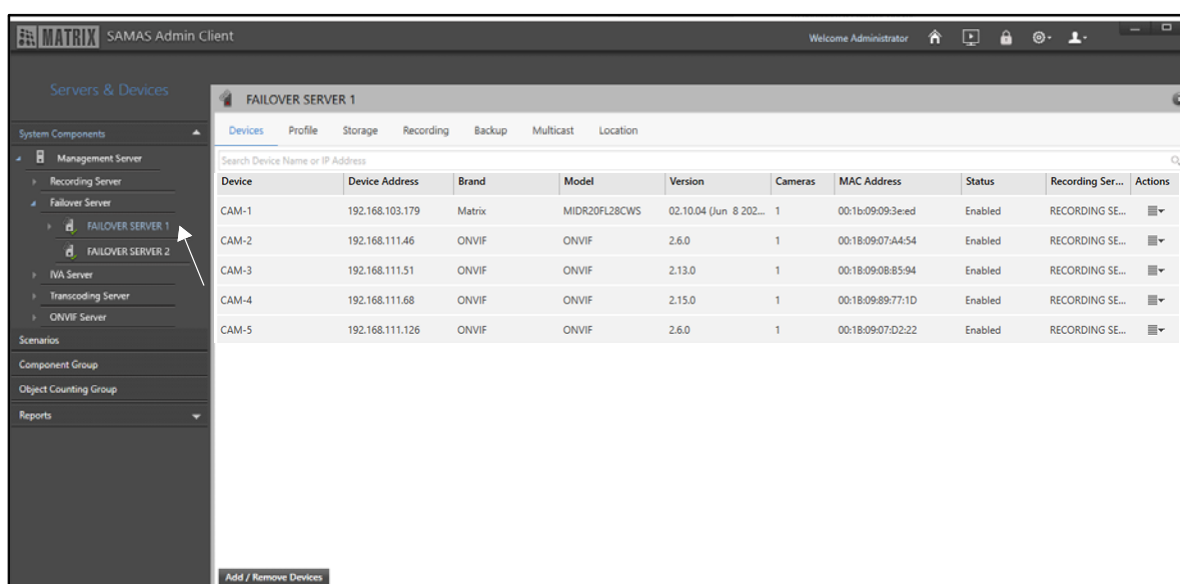 MATRIX SAMAS Admin Client
Welcome Administrator
Servers & Devices
FAILOVER SERVER 1
System Components
Devices Profile Storage Recording Backup Multicast Location
Management Server
Search Device Name or IP Address
Recording Server
Failover Server
FAILOVER SERVER 1
FAILOVER SERVER 2
IVA Server
Transcoding Server
ONVIF Server
Scenarios
Component Group
Object Counting Group
Reports
Device Device Address Brand Model Version Cameras MAC Address Status Recording Ser... Actions
CAM-1 192.168.103.179 Matrix MIDR20FL28CWS 02.10.04 (Jun 8 202... 1 00:1b:09:09:3e:ed Enabled RECORDING SE...
CAM-2 192.168.111.46 ONVIF ONVIF 2.6.0 1 00:1B:09:07:A4:54 Enabled RECORDING SE...
CAM-3 192.168.111.51 ONVIF ONVIF 2.13.0 1 00:1B:09:0B:B5:94 Enabled RECORDING SE...
CAM-4 192.168.111.68 ONVIF ONVIF 2.15.0 1 00:1B:09:89:77:1D Enabled RECORDING SE...
CAM-5 192.168.111.126 ONVIF ONVIF 2.6.0 1 00:1B:09:07:D2:22 Enabled RECORDING SE...
Add / Remove Devices